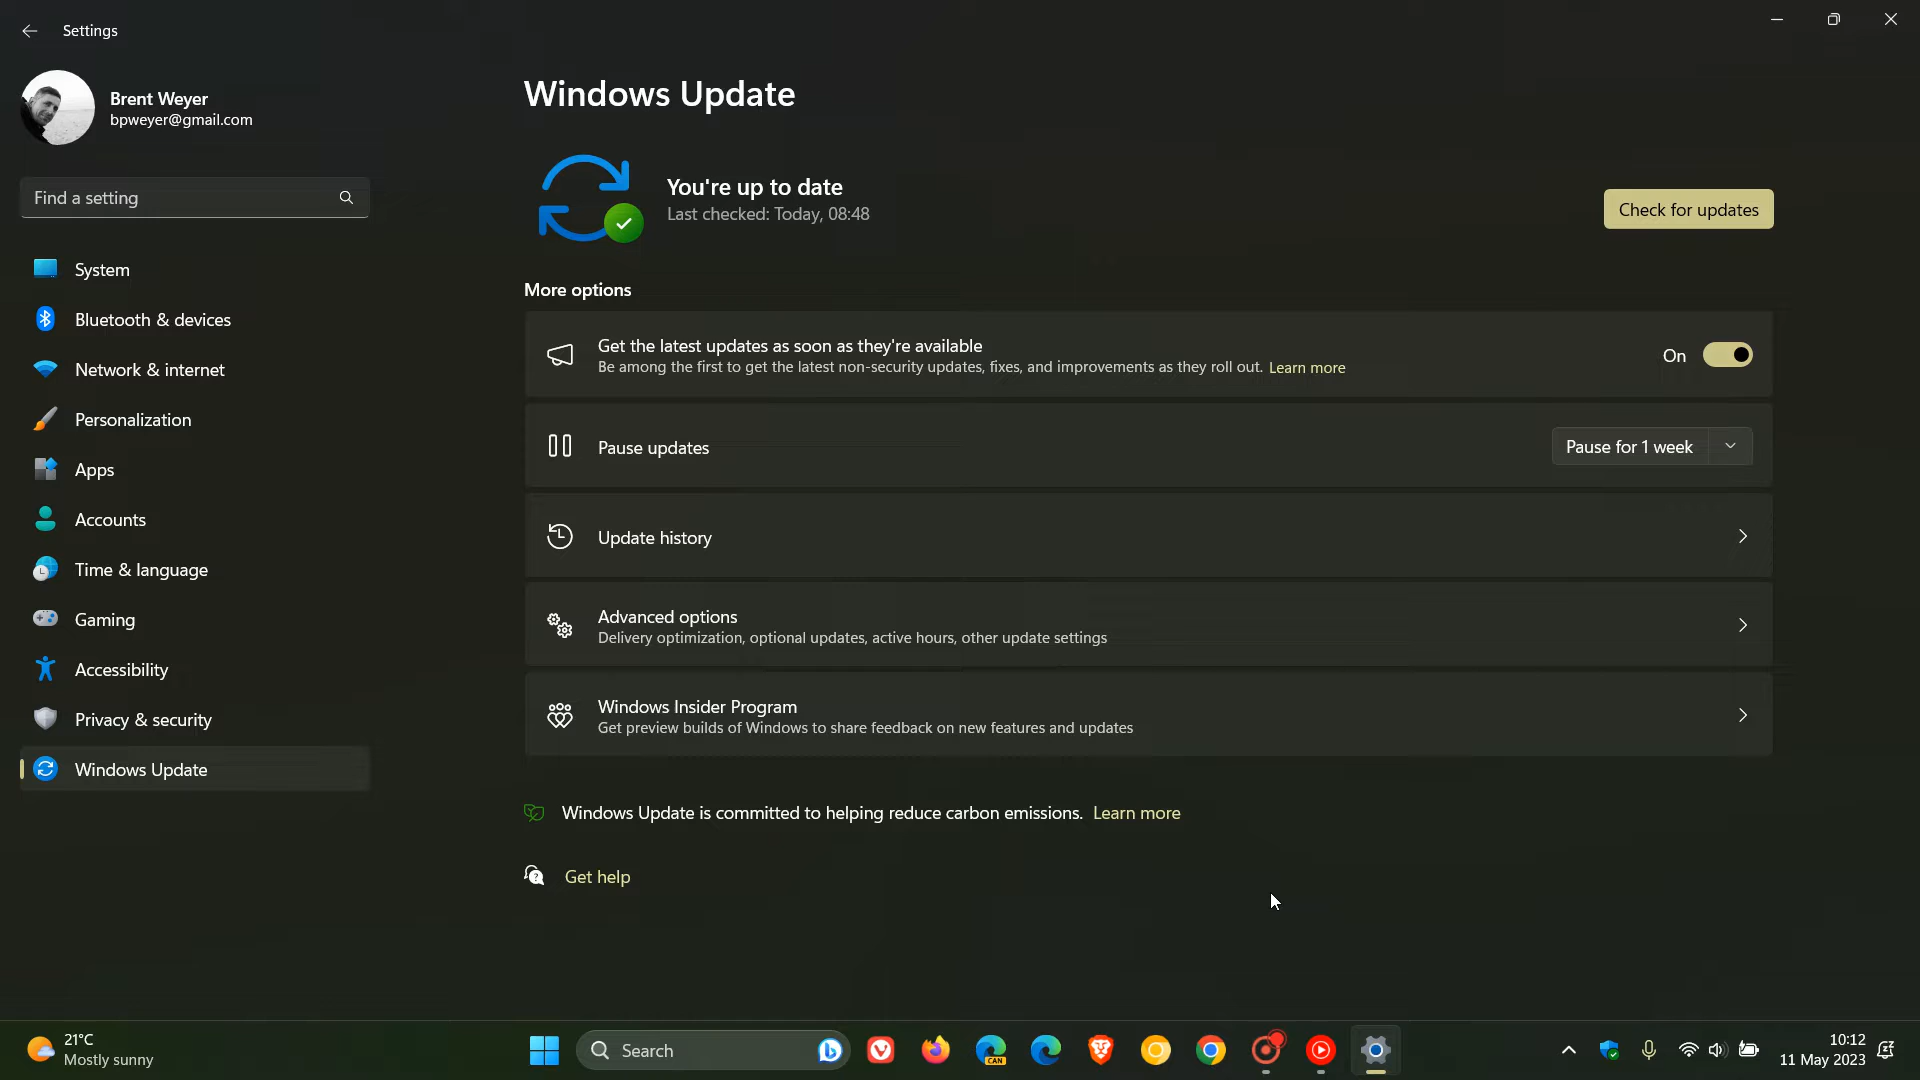 Settings
Brent Weyer
bpweyer@gmail.com
Find a setting
System
Bluetooth & devices
Network & internet
Personalization
Apps
Accounts
Time & language
Gaming
Accessibility
Privacy & security
Windows Update
Windows Update
You're up to date
Last checked: Today, 08:48
Check for updates
More options
Get the latest updates as soon as they're available
Be among the first to get the latest non-security updates, fixes, and improvements as they roll out. Learn more
On
Pause updates
Pause for 1 week
Update history
Advanced options
Delivery optimization, optional updates, active hours, other update settings
Windows Insider Program
Get preview builds of Windows to share feedback on new features and updates
Windows Update is committed to helping reduce carbon emissions. Learn more
Get help
21°C
Mostly sunny
Search
CAN
10:12
11 May 2023